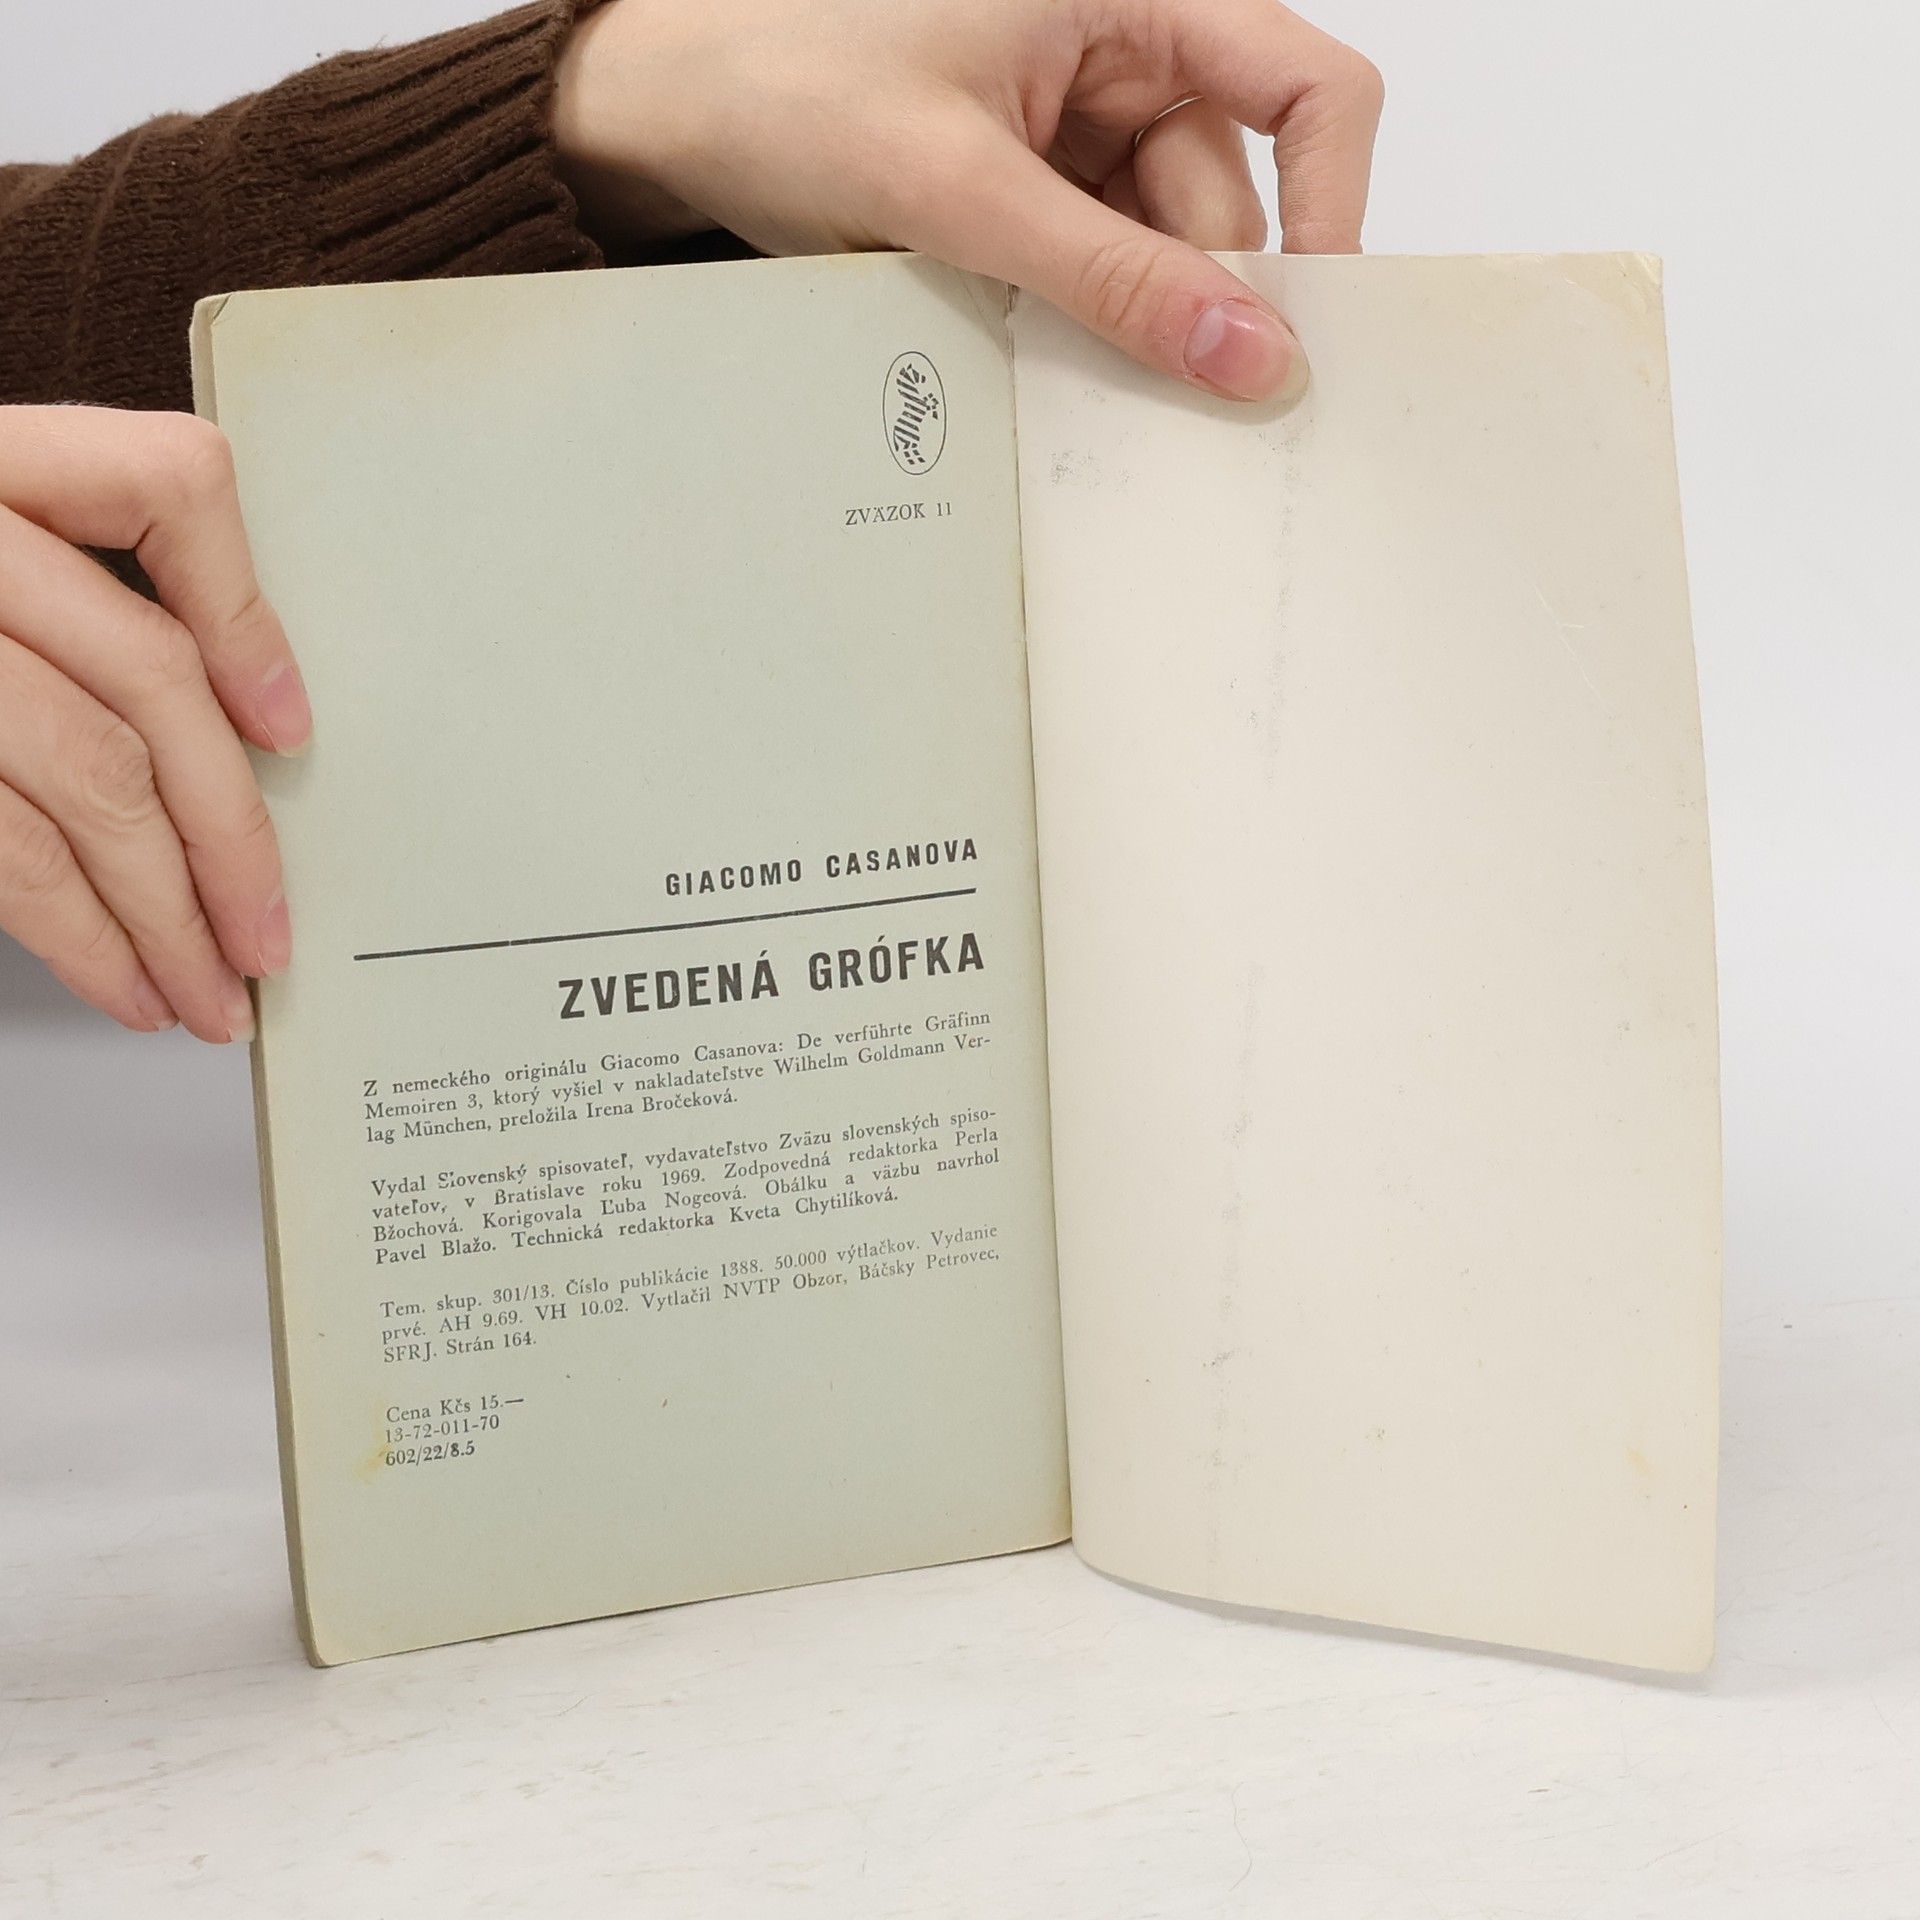 ZVÄZOK 11
GIACOMO CASANOVA
ZVEDENÁ GRÓFKA
Z nemeckého originálu Giacomo Casanova: De verführte Gräfinn
Memoiren 3, ktorý vyšiel v nakladateľstve Wilhelm Goldmann Ver-
lag München, preložila Irena Bročeková.
Vydal Slovenský spisovateľ, vydavateľstvo Zväzu slovenských spiso-
vateľov, v Bratislave roku 1969. Zodpovedná redaktorka Perla
Bžochová. Korigovala Ľuba Nogeová. Obálku a väzbu navrhol
Pavel Blažo. Technická redaktorka Kveta Chytilíková.
Tem. skup. 301/13. Číslo publikácie 1388. 50.000 výtlačkov. Vydanie
prvé. AH 9.69. VH 10.02. Vytlačil NVTP Obzor, Báčsky Petrovec,
SFRJ. Strán 164.
Cena Kčs 15.—
13-72-011-70
602/22/8.5